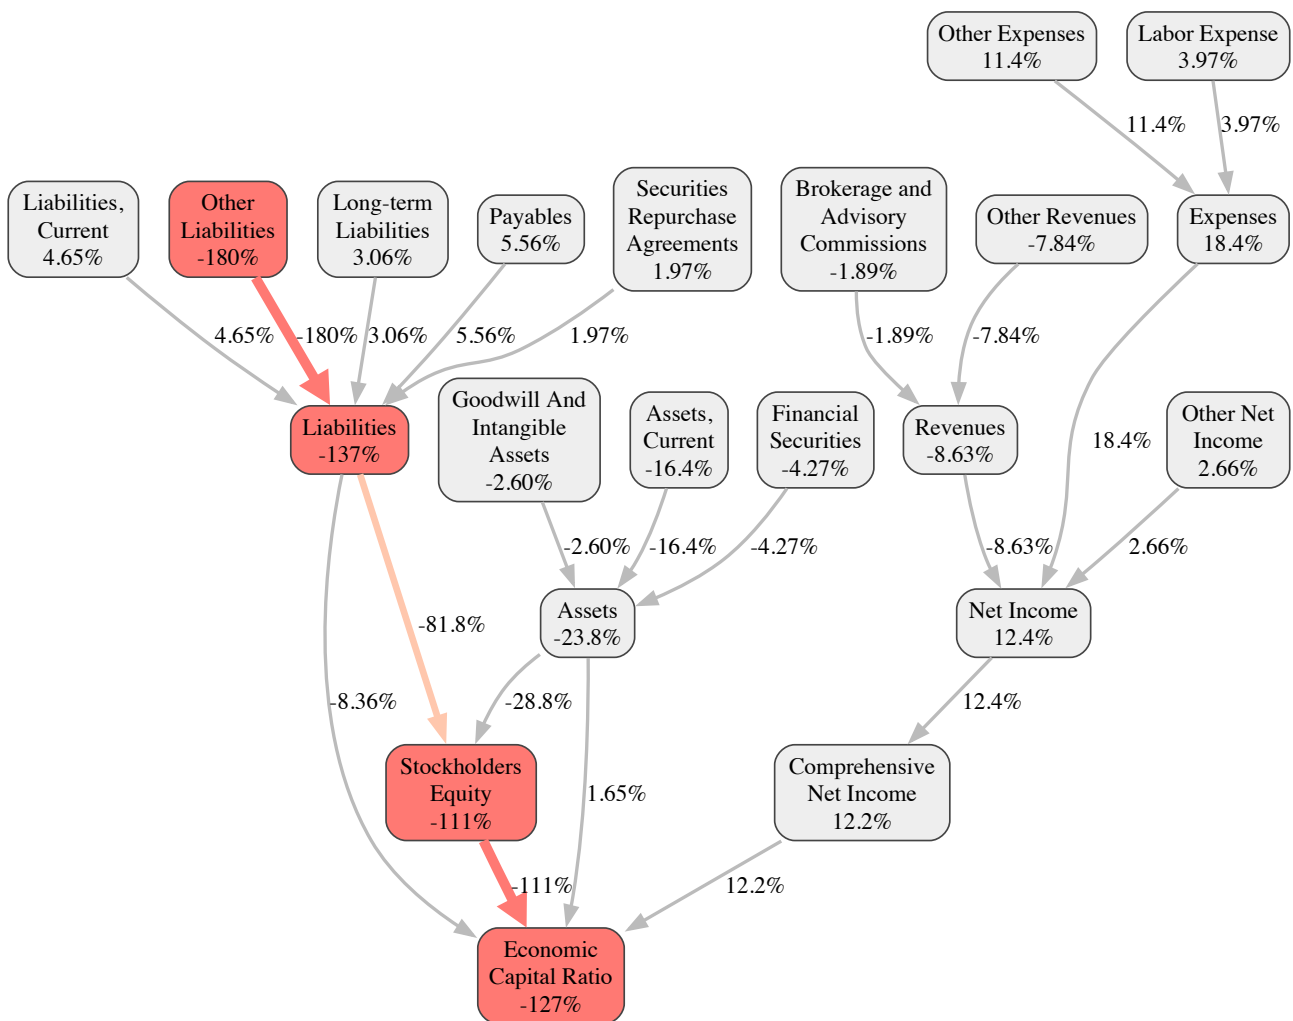 Other Expenses
11.4%
Labor Expense
3.97%
11.4%
3.97%
Liabilities,
Current
4.65%
Other
Liabilities
-180%
Long-term
Liabilities
3.06%
Payables
5.56%
Securities
Repurchase
Agreements
1.97%
Brokerage and
Advisory
Commissions
-1.89%
Other Revenues
-7.84%
Expenses
18.4%
4.65%
-180%
3.06%
5.56%
1.97%
-1.89%
-7.84%
Liabilities
-137%
Goodwill And
Intangible
Assets
-2.60%
Assets,
Current
-16.4%
Financial
Securities
-4.27%
Revenues
-8.63%
18.4%
Other Net
Income
2.66%
-2.60%
-16.4%
-4.27%
-8.63%
2.66%
Assets
-23.8%
Net Income
12.4%
-81.8%
-8.36%
-28.8%
12.4%
Stockholders
Equity
-111%
1.65%
Comprehensive
Net Income
12.2%
-111%
12.2%
Economic
Capital Ratio
-127%